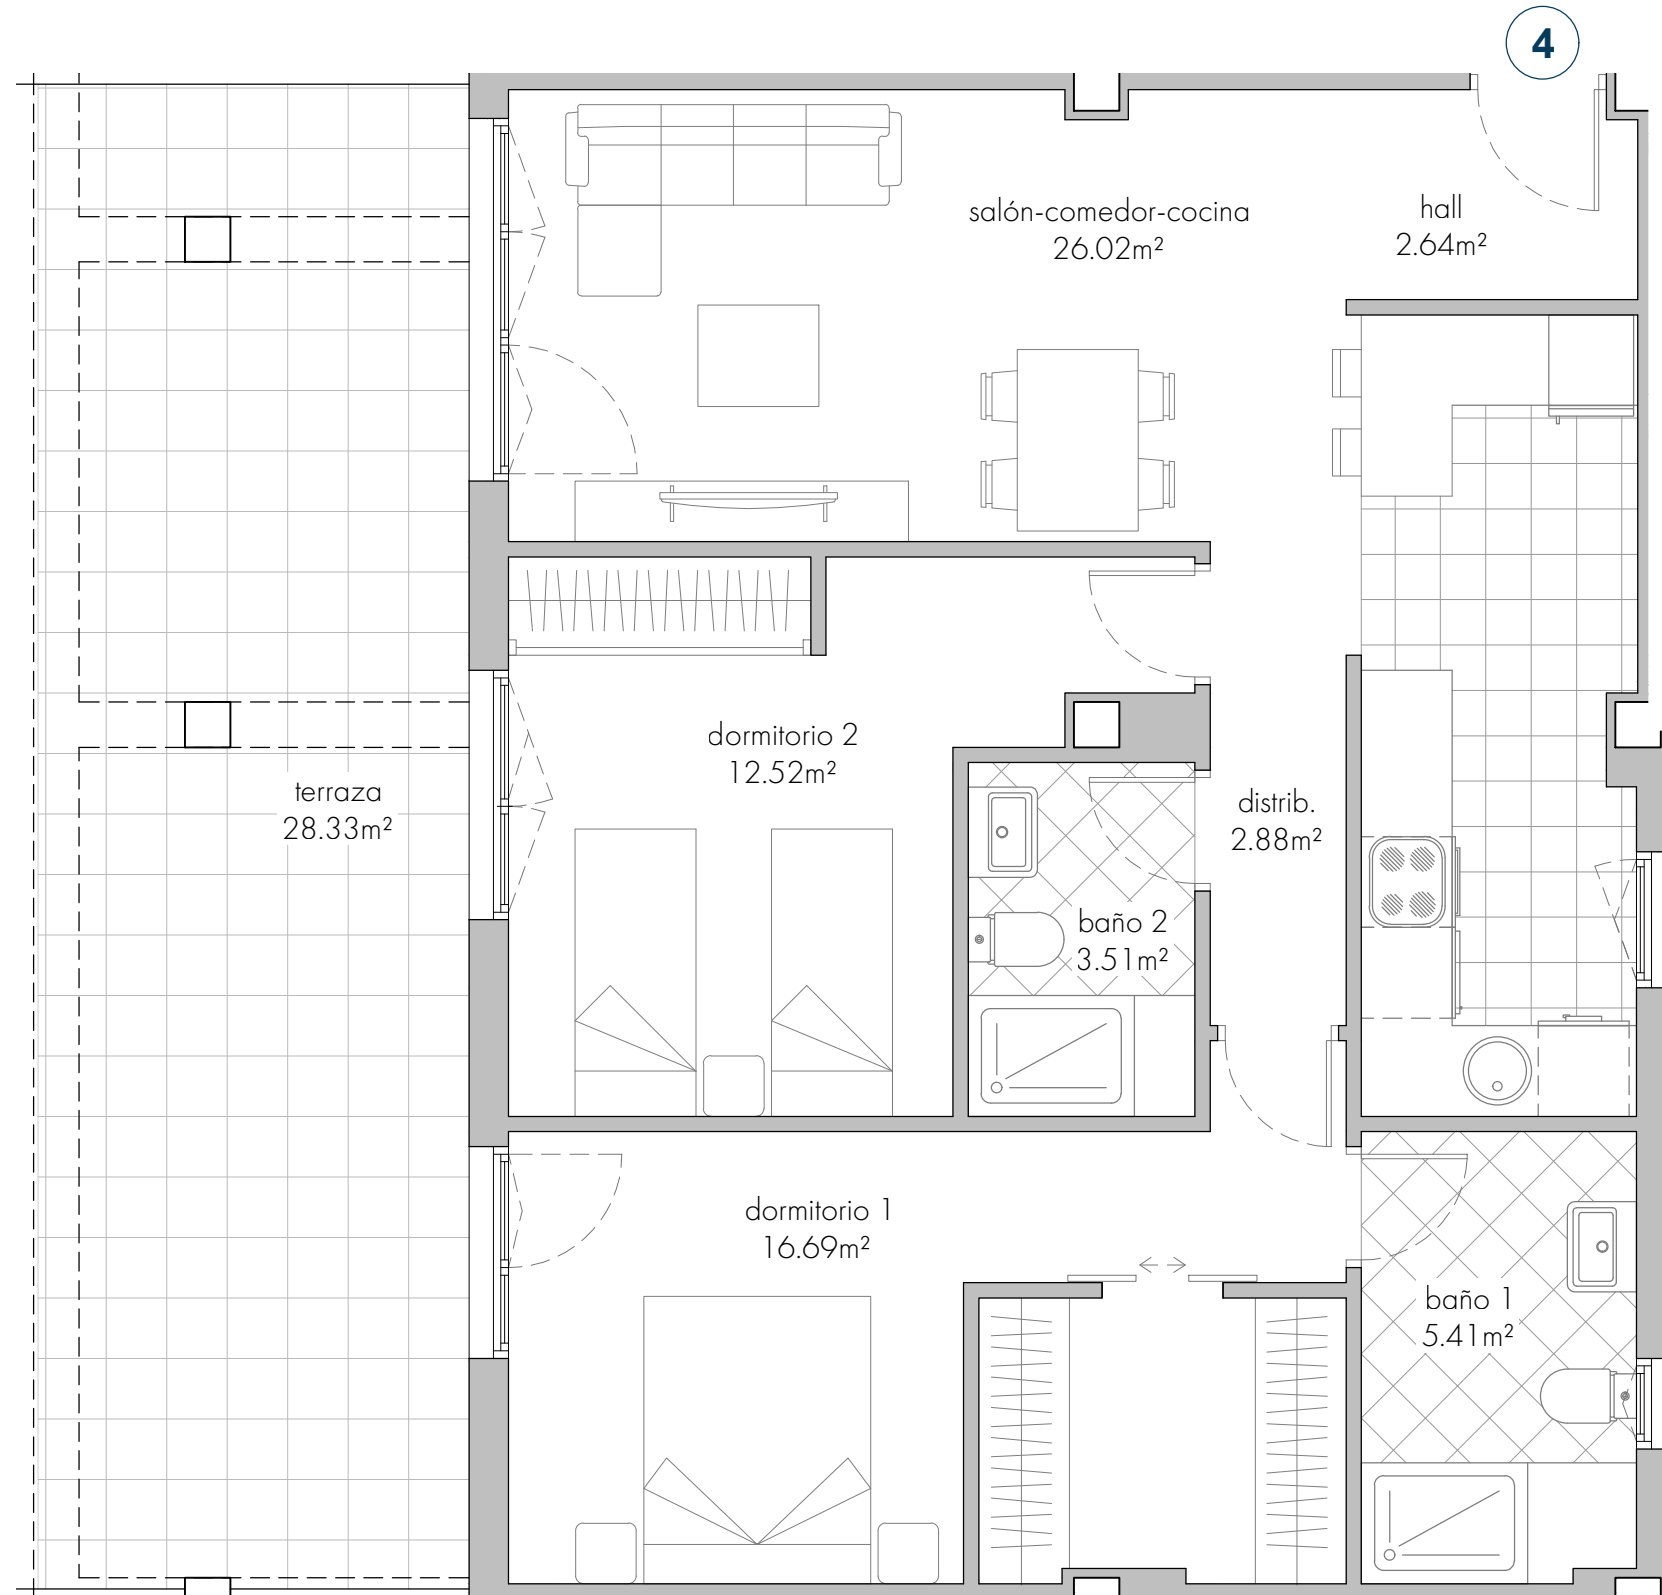 4
salón-comedor-cocina
26.02m²
hall
2.64m²
dormitorio 2
12.52m²
terraza
28.33m²
distrib.
2.88m²
baño 2
3.51m²
dormitorio 1
16.69m²
baño 1
5.41m²